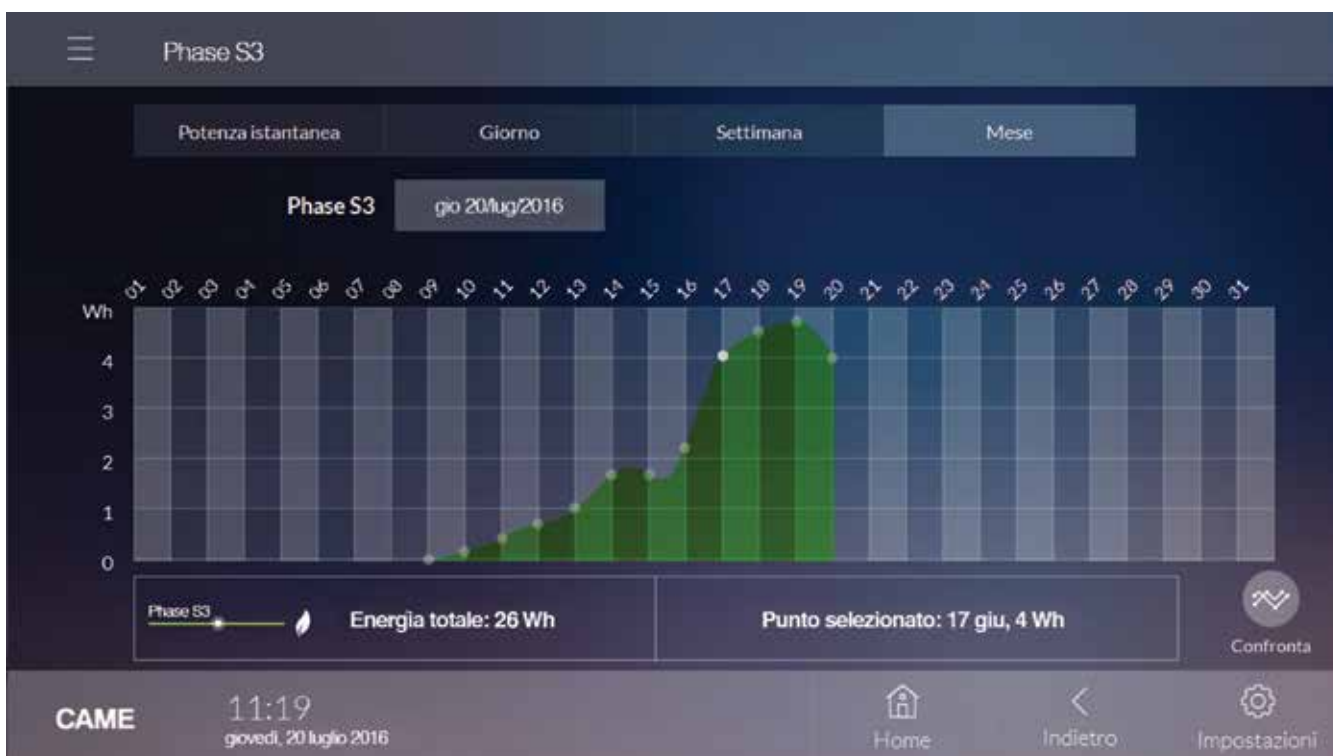 Phase S3
Potenza istantanea Giorno Settimana Mese
Phase S3 gio 20/lug/2016
01 02 03 04 05 06 07 08 09 10 11 12 13 14 15 16 17 18 19 20 21 22 23 24 25 26 27 28 29 30 31
Wh
4
3
2
1
0
Phase S3 Energia totale: 26 Wh Punto selezionato: 17 giu, 4 Wh
Confronta
CAME
11:19
giovedì, 20 luglio 2016
Home Indietro Impostazioni